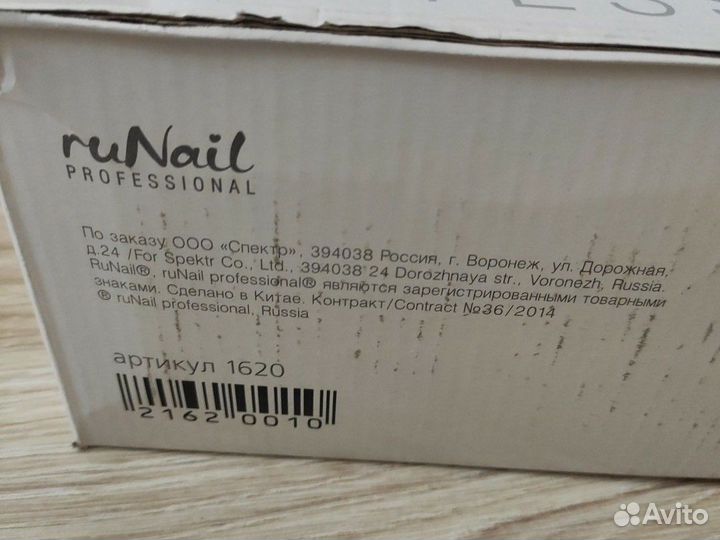 ruNail
PROFESSIONAL
По заказу ООО «Спектр», 394038 Россия, г. Воронеж, ул. Дорожная,
д.24 /For Spektr Co., Ltd., 394038 24 Dorozhnaya str., Voronezh, Russia.
RuNail®, ruNail professional® являются зарегистрированными товарными
знаками. Сделано в Китае. Контракт/Contract №36/2014
® ruNail professional, Russia
артикул 1620
21620010
Avito